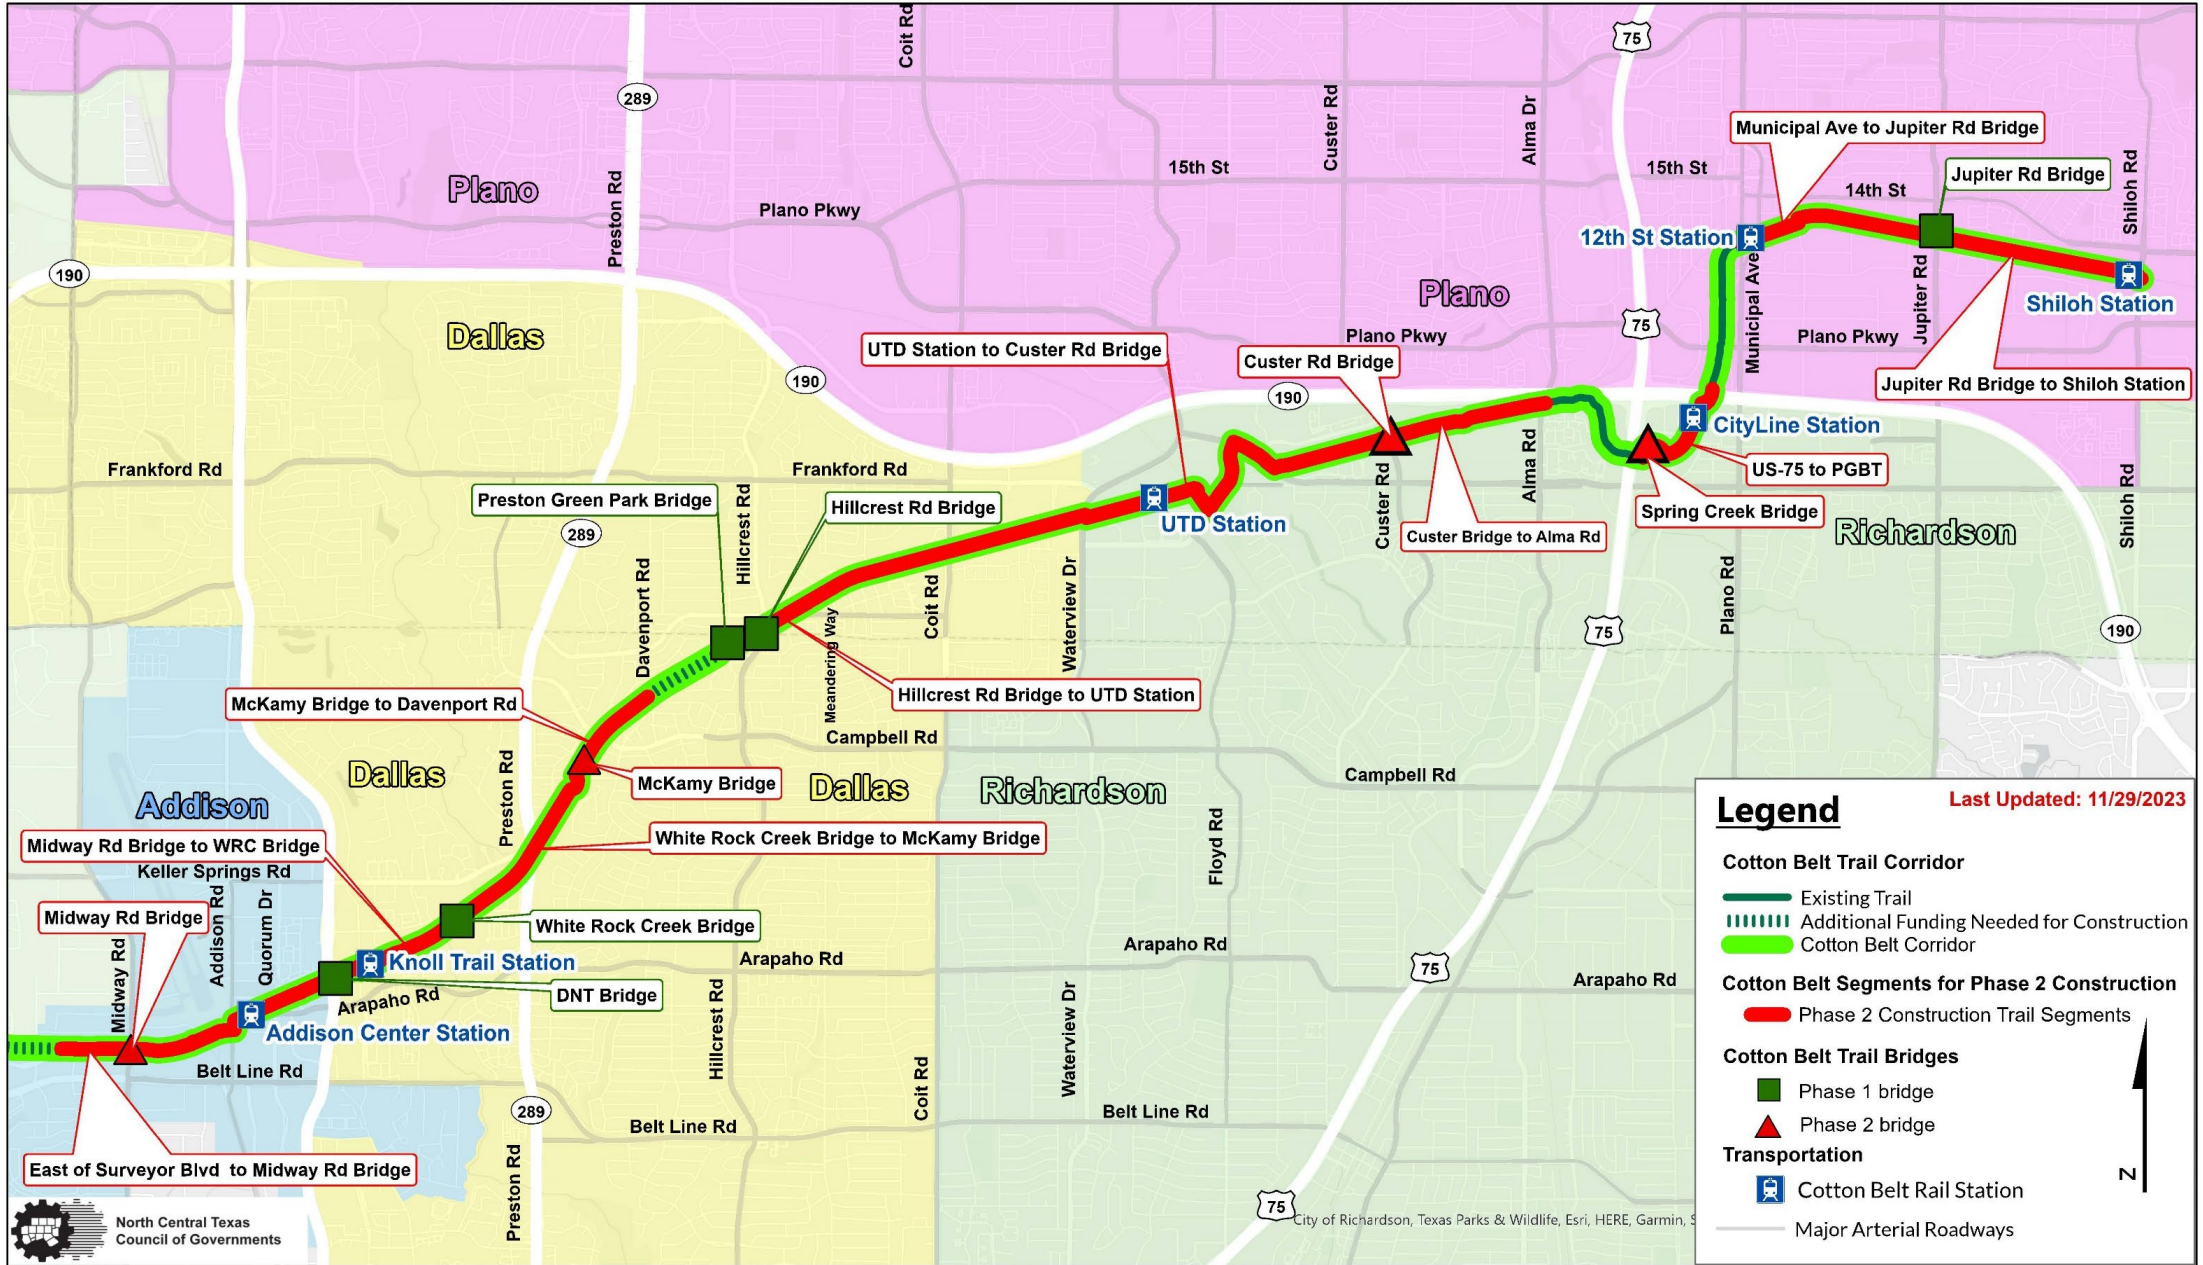 Coit Rd
75
289
Custer Rd
Alma Dr
Municipal Ave to Jupiter Rd Bridge
15th St
15th St
Jupiter Rd Bridge
14th St
Shiloh Rd
Plano
Preston Rd
Plano Pkwy
12th St Station
190
Plano
Municipal Ave
Jupiter Rd
Shiloh Station
Dallas
UTD Station to Custer Rd Bridge
Custer Rd Bridge
Plano Pkwy
75
Plano Pkwy
190
190
Jupiter Rd Bridge to Shiloh Station
CityLine Station
Frankford Rd
Frankford Rd
US-75 to PGBT
Preston Green Park Bridge
Hillcrest Rd
Hillcrest Rd Bridge
UTD Station
Custer Rd
Custer Bridge to Alma Rd
Alma Rd
Spring Creek Bridge
Richardson
Shiloh Rd
289
Davenport Rd
Meandering Way
Coit Rd
Waterview Dr
75
Plano Rd
190
McKamy Bridge to Davenport Rd
Hillcrest Rd Bridge to UTD Station
Campbell Rd
Campbell Rd
Dallas
Preston Rd
McKamy Bridge
Dallas
Richardson
Addison
Midway Rd Bridge to WRC Bridge
White Rock Creek Bridge to McKamy Bridge
Floyd Rd
Keller Springs Rd
Midway Rd Bridge
Addison Rd
Quorum Dr
White Rock Creek Bridge
Midway Rd
Knoll Trail Station
Arapaho Rd
Arapaho Rd
75
Arapaho Rd
Arapaho Rd
DNT Bridge
Addison Center Station
Hillcrest Rd
Coit Rd
Waterview Dr
Belt Line Rd
289
Belt Line Rd
Belt Line Rd
East of Surveyor Blvd to Midway Rd Bridge
Preston Rd
75
North Central Texas
Council of Governments
City of Richardson, Texas Parks & Wildlife, Esri, HERE, Garmin, S
Legend
Last Updated: 11/29/2023
Cotton Belt Trail Corridor
Existing Trail
Additional Funding Needed for Construction
Cotton Belt Corridor
Cotton Belt Segments for Phase 2 Construction
Phase 2 Construction Trail Segments
Cotton Belt Trail Bridges
Phase 1 bridge
Phase 2 bridge
Transportation
Cotton Belt Rail Station
Major Arterial Roadways
N